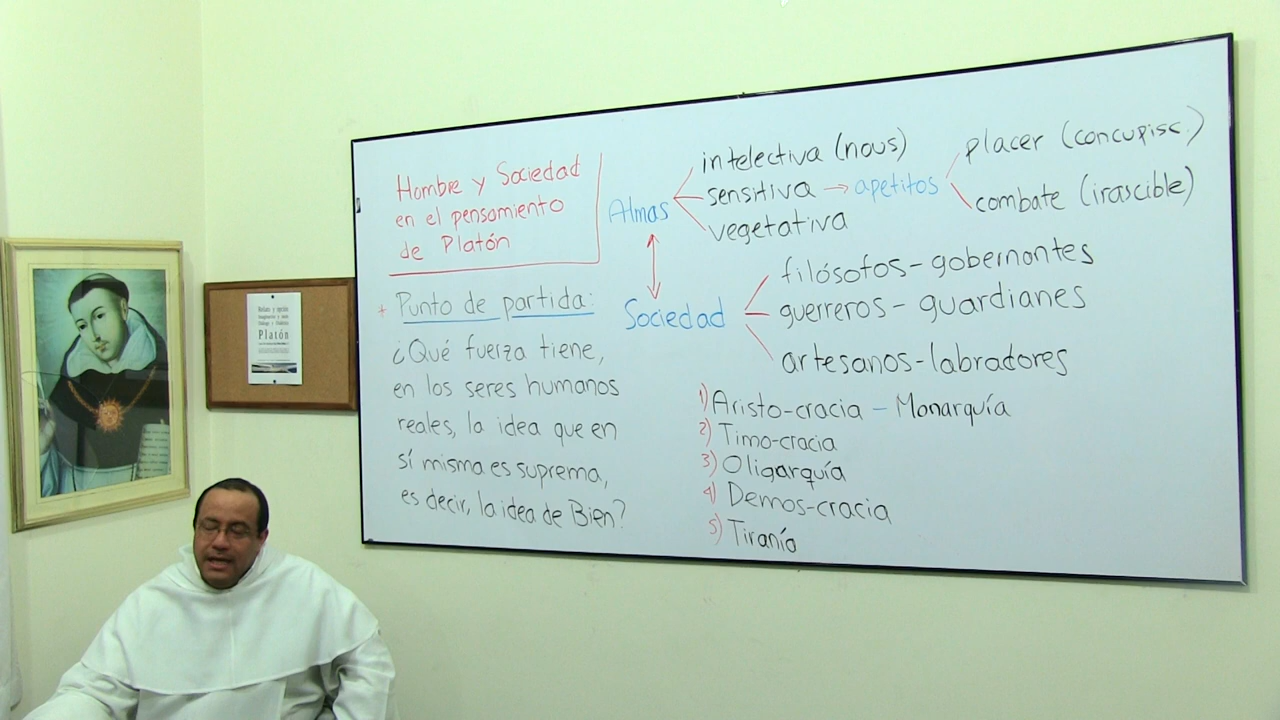 Hombre y Sociedad
en el pensamiento
de Platón
+ Punto de partida:
¿Qué fuerza tiene,
en los seres humanos
reales, la idea que en
sí misma es suprema,
es decir, la idea de Bien?
Almas
intelectiva (nous)
sensitiva → apetitos
vegetativa
placer (concupisc.)
combate (irascible)
Sociedad
filósofos - gobernantes
guerreros - guardianes
artesanos - labradores
1) Aristo-cracia - Monarquía
2) Timo-cracia
3) Oligarquía
4) Demos-cracia
5) Tiranía
Platón